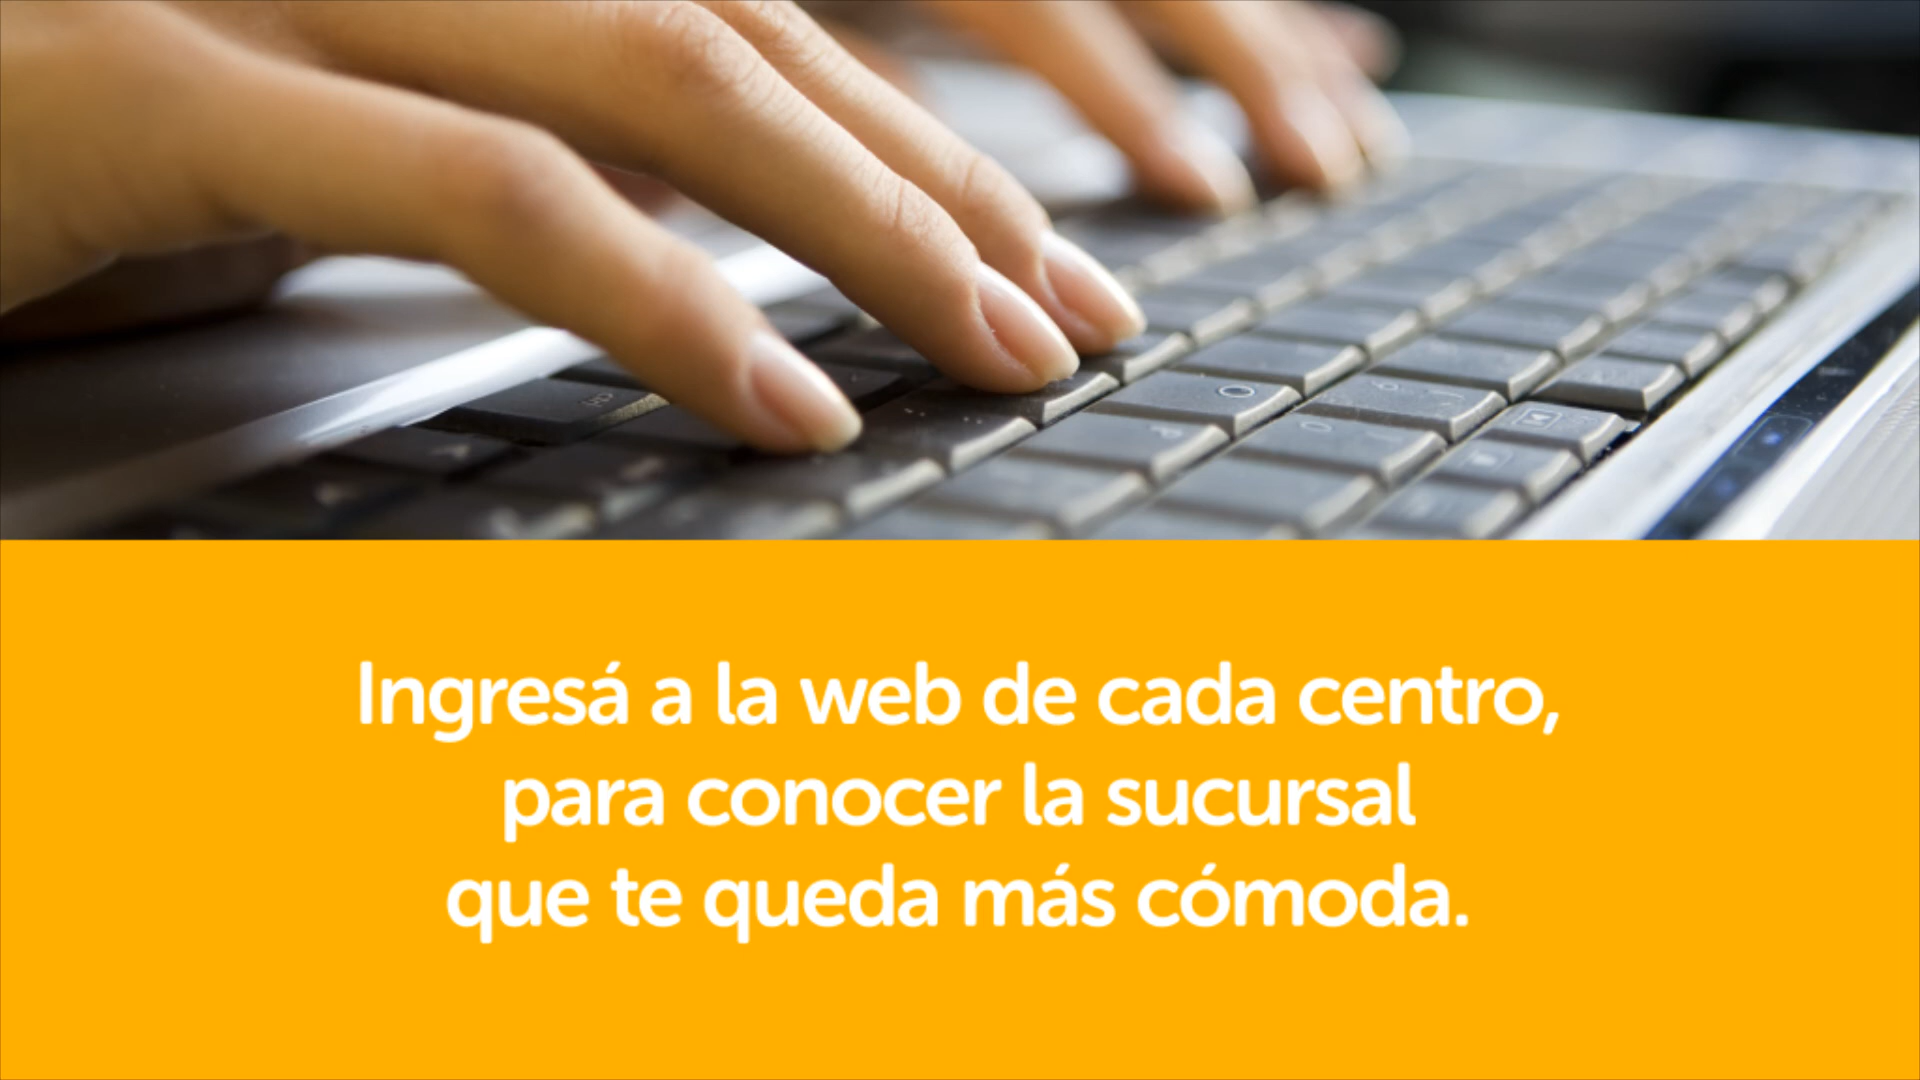 Ingresá a la web de cada centro,
para conocer la sucursal
que te queda más cómoda.